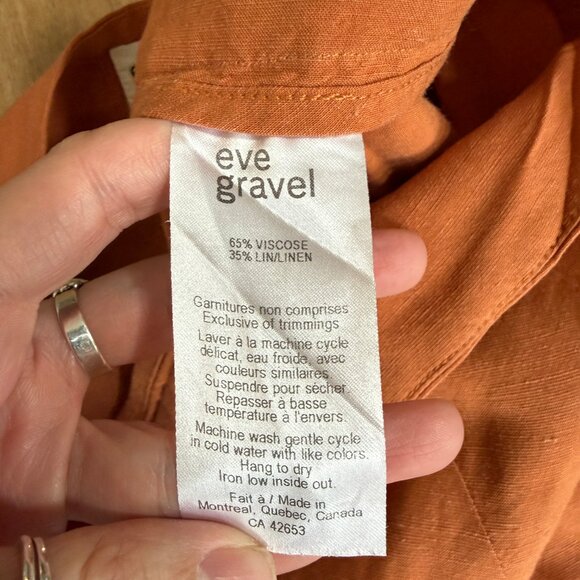 eve
gravel
65% VISCOSE
35% LIN/LINEN
Garnitures non comprises
Exclusive of trimmings
Laver à la machine cycle
délicat, eau froide, avec
couleurs similaires.
Suspendre pour sécher.
Repasser à basse
température à l'envers.
Machine wash gentle cycle
in cold water with like colors.
Hang to dry
Iron low inside out.
Fait à / Made in
Montreal, Quebec, Canada
CA 42653